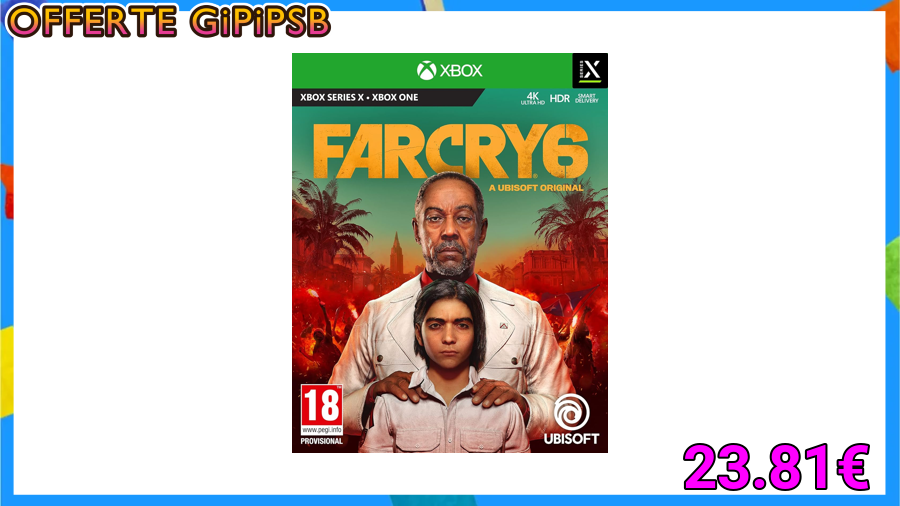 OFFERTE GiPiPSB
XBOX
SERIES X
XBOX SERIES X • XBOX ONE
4K
ULTRA HD
HDR
SMART
DELIVERY
FARCRY6
A UBISOFT ORIGINAL
18
www.pegi.info
PROVISIONAL
UBISOFT
23.81€